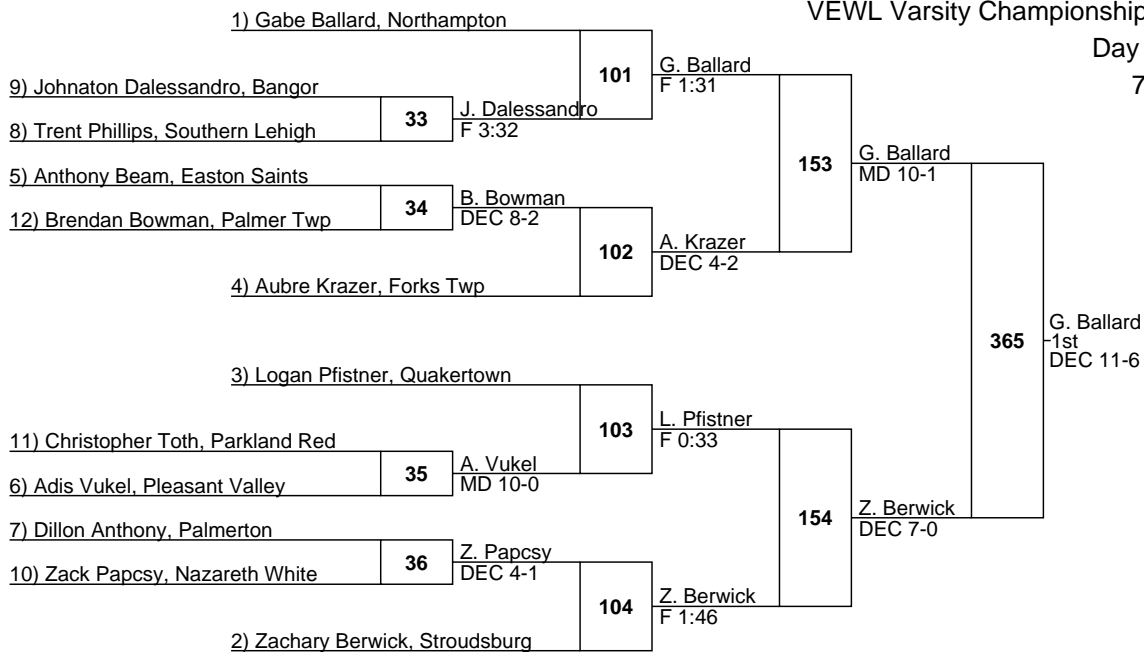 VEWL Varsity Championship
Day
7
1) Gabe Ballard, Northampton
101
G. Ballard
F 1:31
9) Johnaton Dalessandro, Bangor
33
J. Dalessandro
F 3:32
8) Trent Phillips, Southern Lehigh
153
G. Ballard
MD 10-1
5) Anthony Beam, Easton Saints
34
B. Bowman
DEC 8-2
12) Brendan Bowman, Palmer Twp
102
A. Krazer
DEC 4-2
4) Aubre Krazer, Forks Twp
365
G. Ballard
1st
DEC 11-6
3) Logan Pfistner, Quakertown
103
L. Pfistner
F 0:33
11) Christopher Toth, Parkland Red
35
A. Vukel
MD 10-0
6) Adis Vukel, Pleasant Valley
154
Z. Berwick
DEC 7-0
7) Dillon Anthony, Palmerton
36
Z. Papcsy
DEC 4-1
10) Zack Papcsy, Nazareth White
104
Z. Berwick
F 1:46
2) Zachary Berwick, Stroudsburg